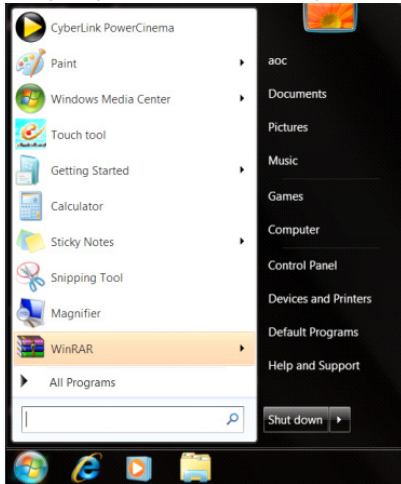 CyberLink PowerCinema
Paint
Windows Media Center
Touch tool
Getting Started
Calculator
Sticky Notes
Snipping Tool
Magnifier
WinRAR
All Programs
aoc
Documents
Pictures
Music
Games
Computer
Control Panel
Devices and Printers
Default Programs
Help and Support
Shut down